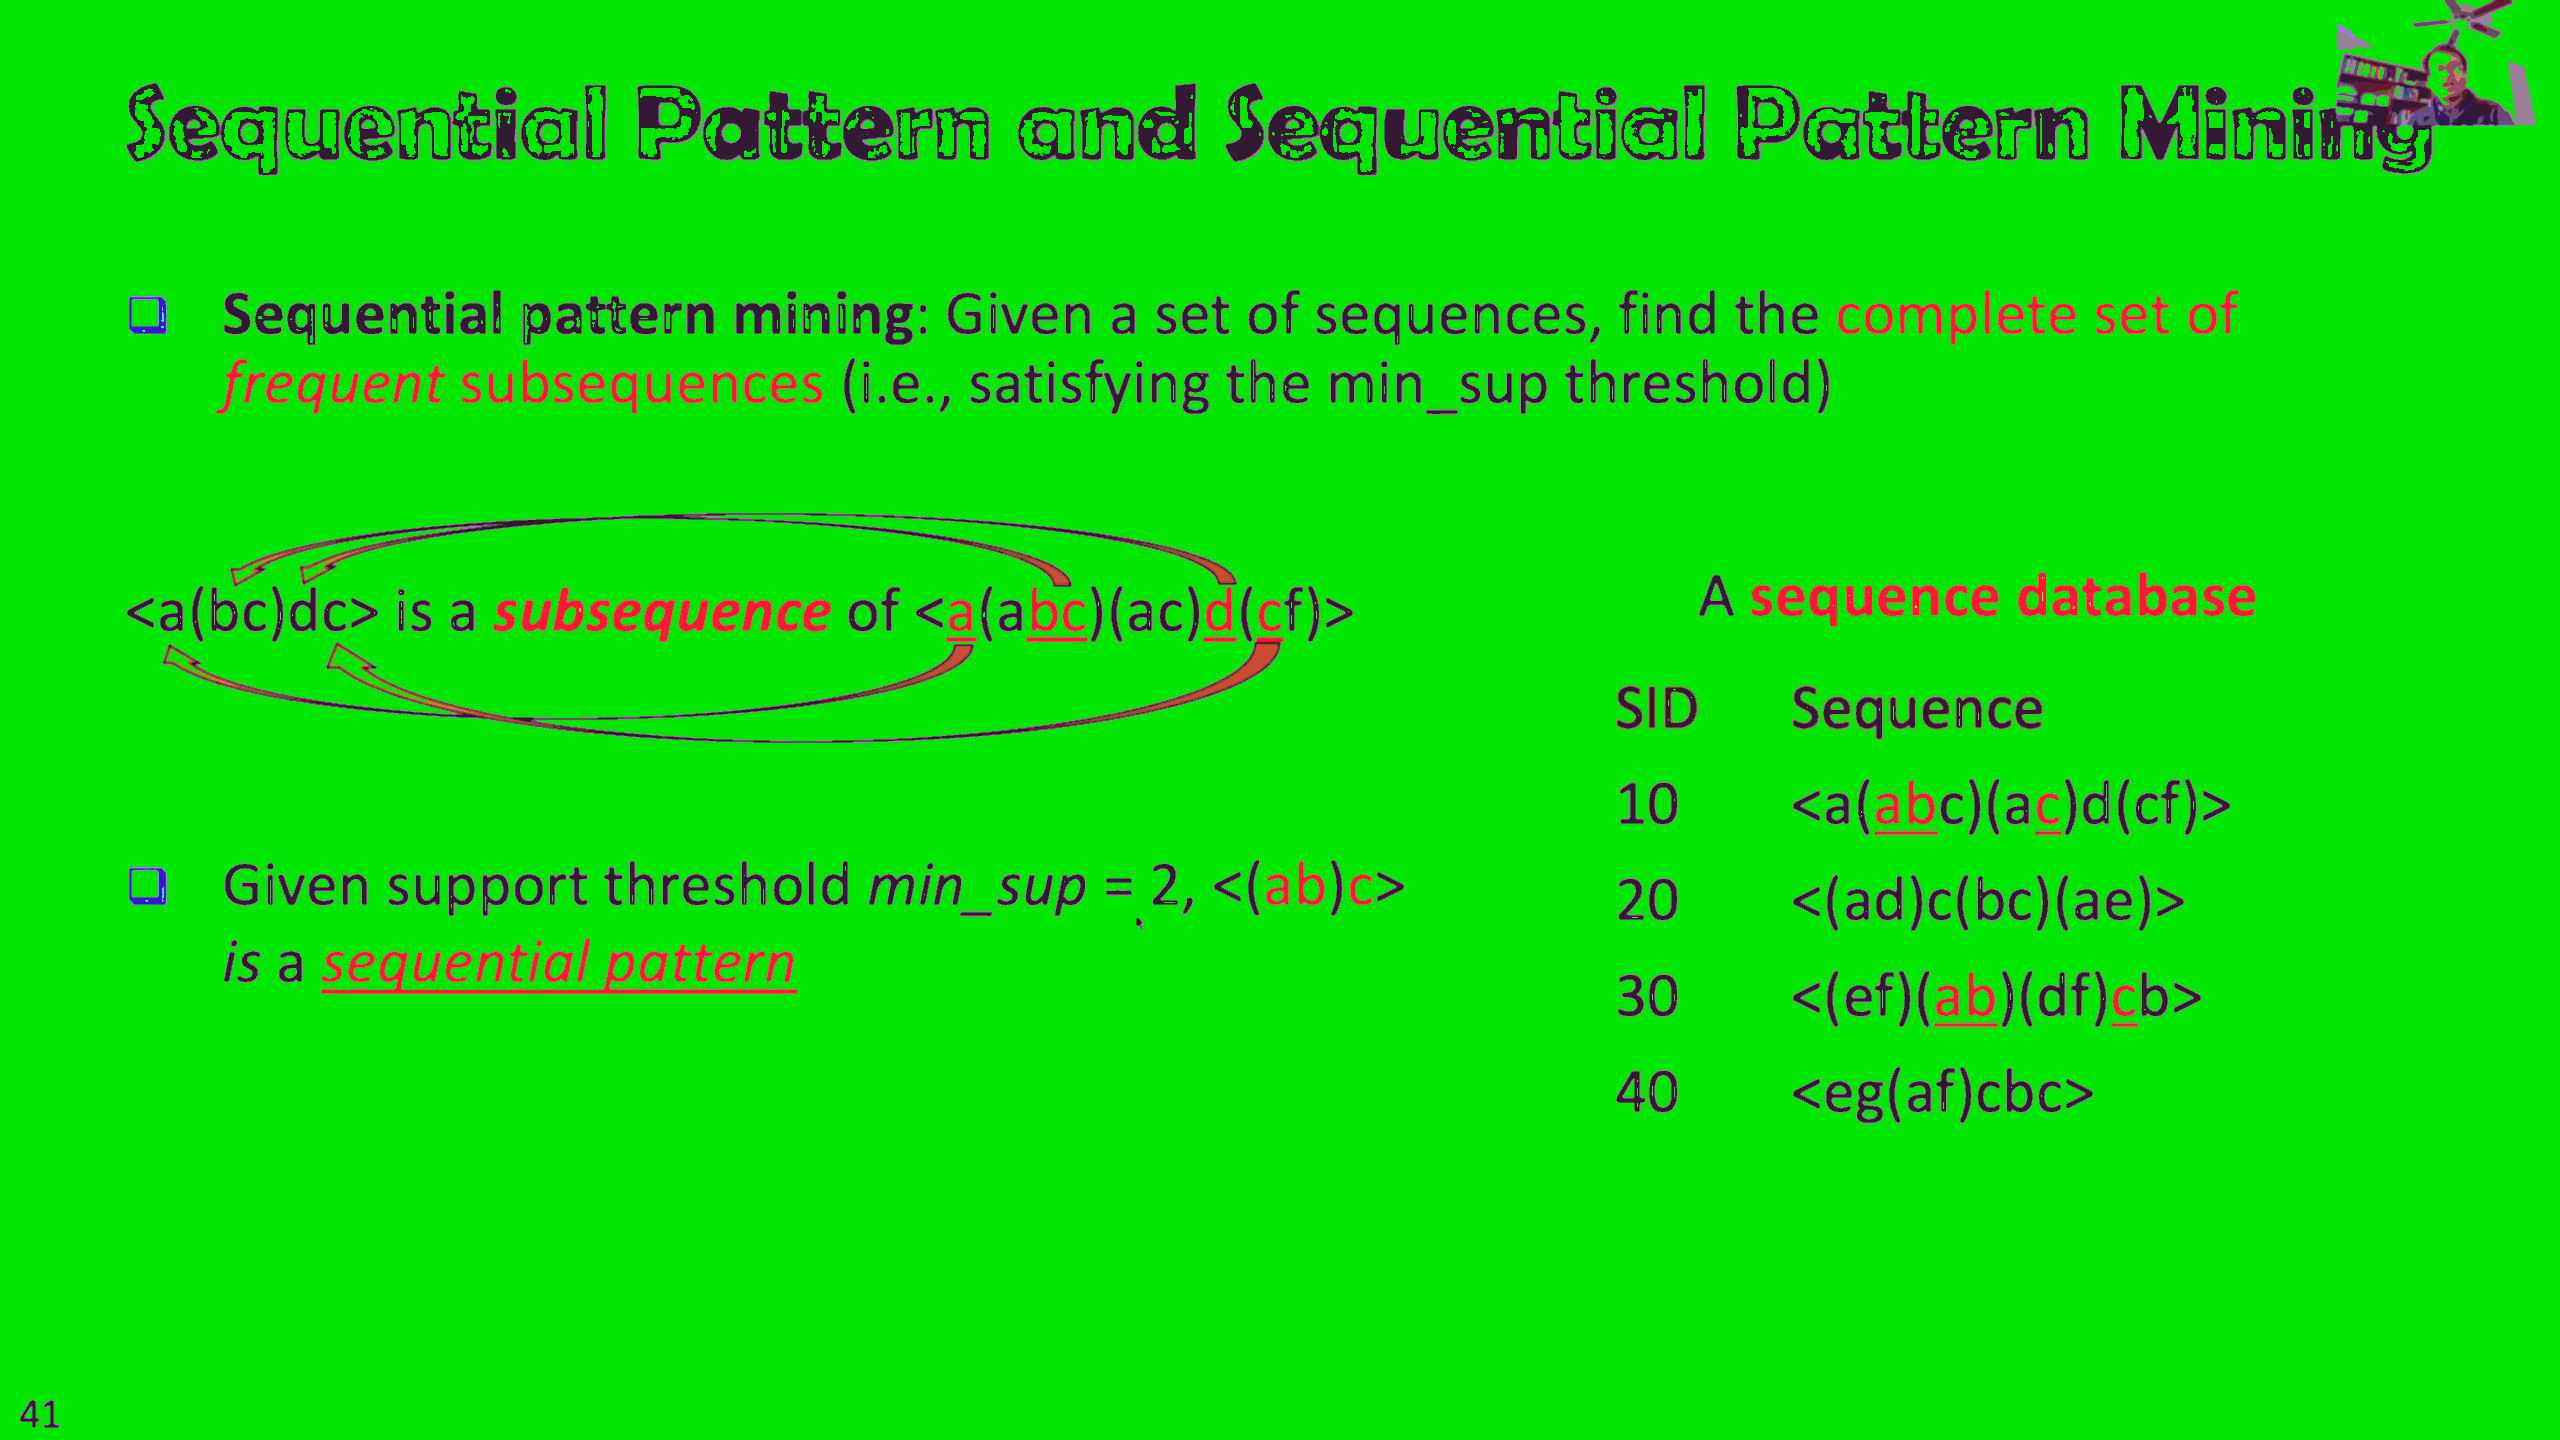 Sequential Pattern and Sequential Pattern Mining
❑ Sequential pattern mining: Given a set of sequences, find the complete set of
frequent subsequences (i.e., satisfying the min_sup threshold)
<a(bc)dc> is a subsequence of <a(abc)(ac)d(cf)>
❑ Given support threshold min_sup = 2, <(ab)c>
is a sequential pattern
A sequence database
SID Sequence
10 <a(abc)(ac)d(cf)>
20 <(ad)c(bc)(ae)>
30 <(ef)(ab)(df)cb>
40 <eg(af)cbc>
41